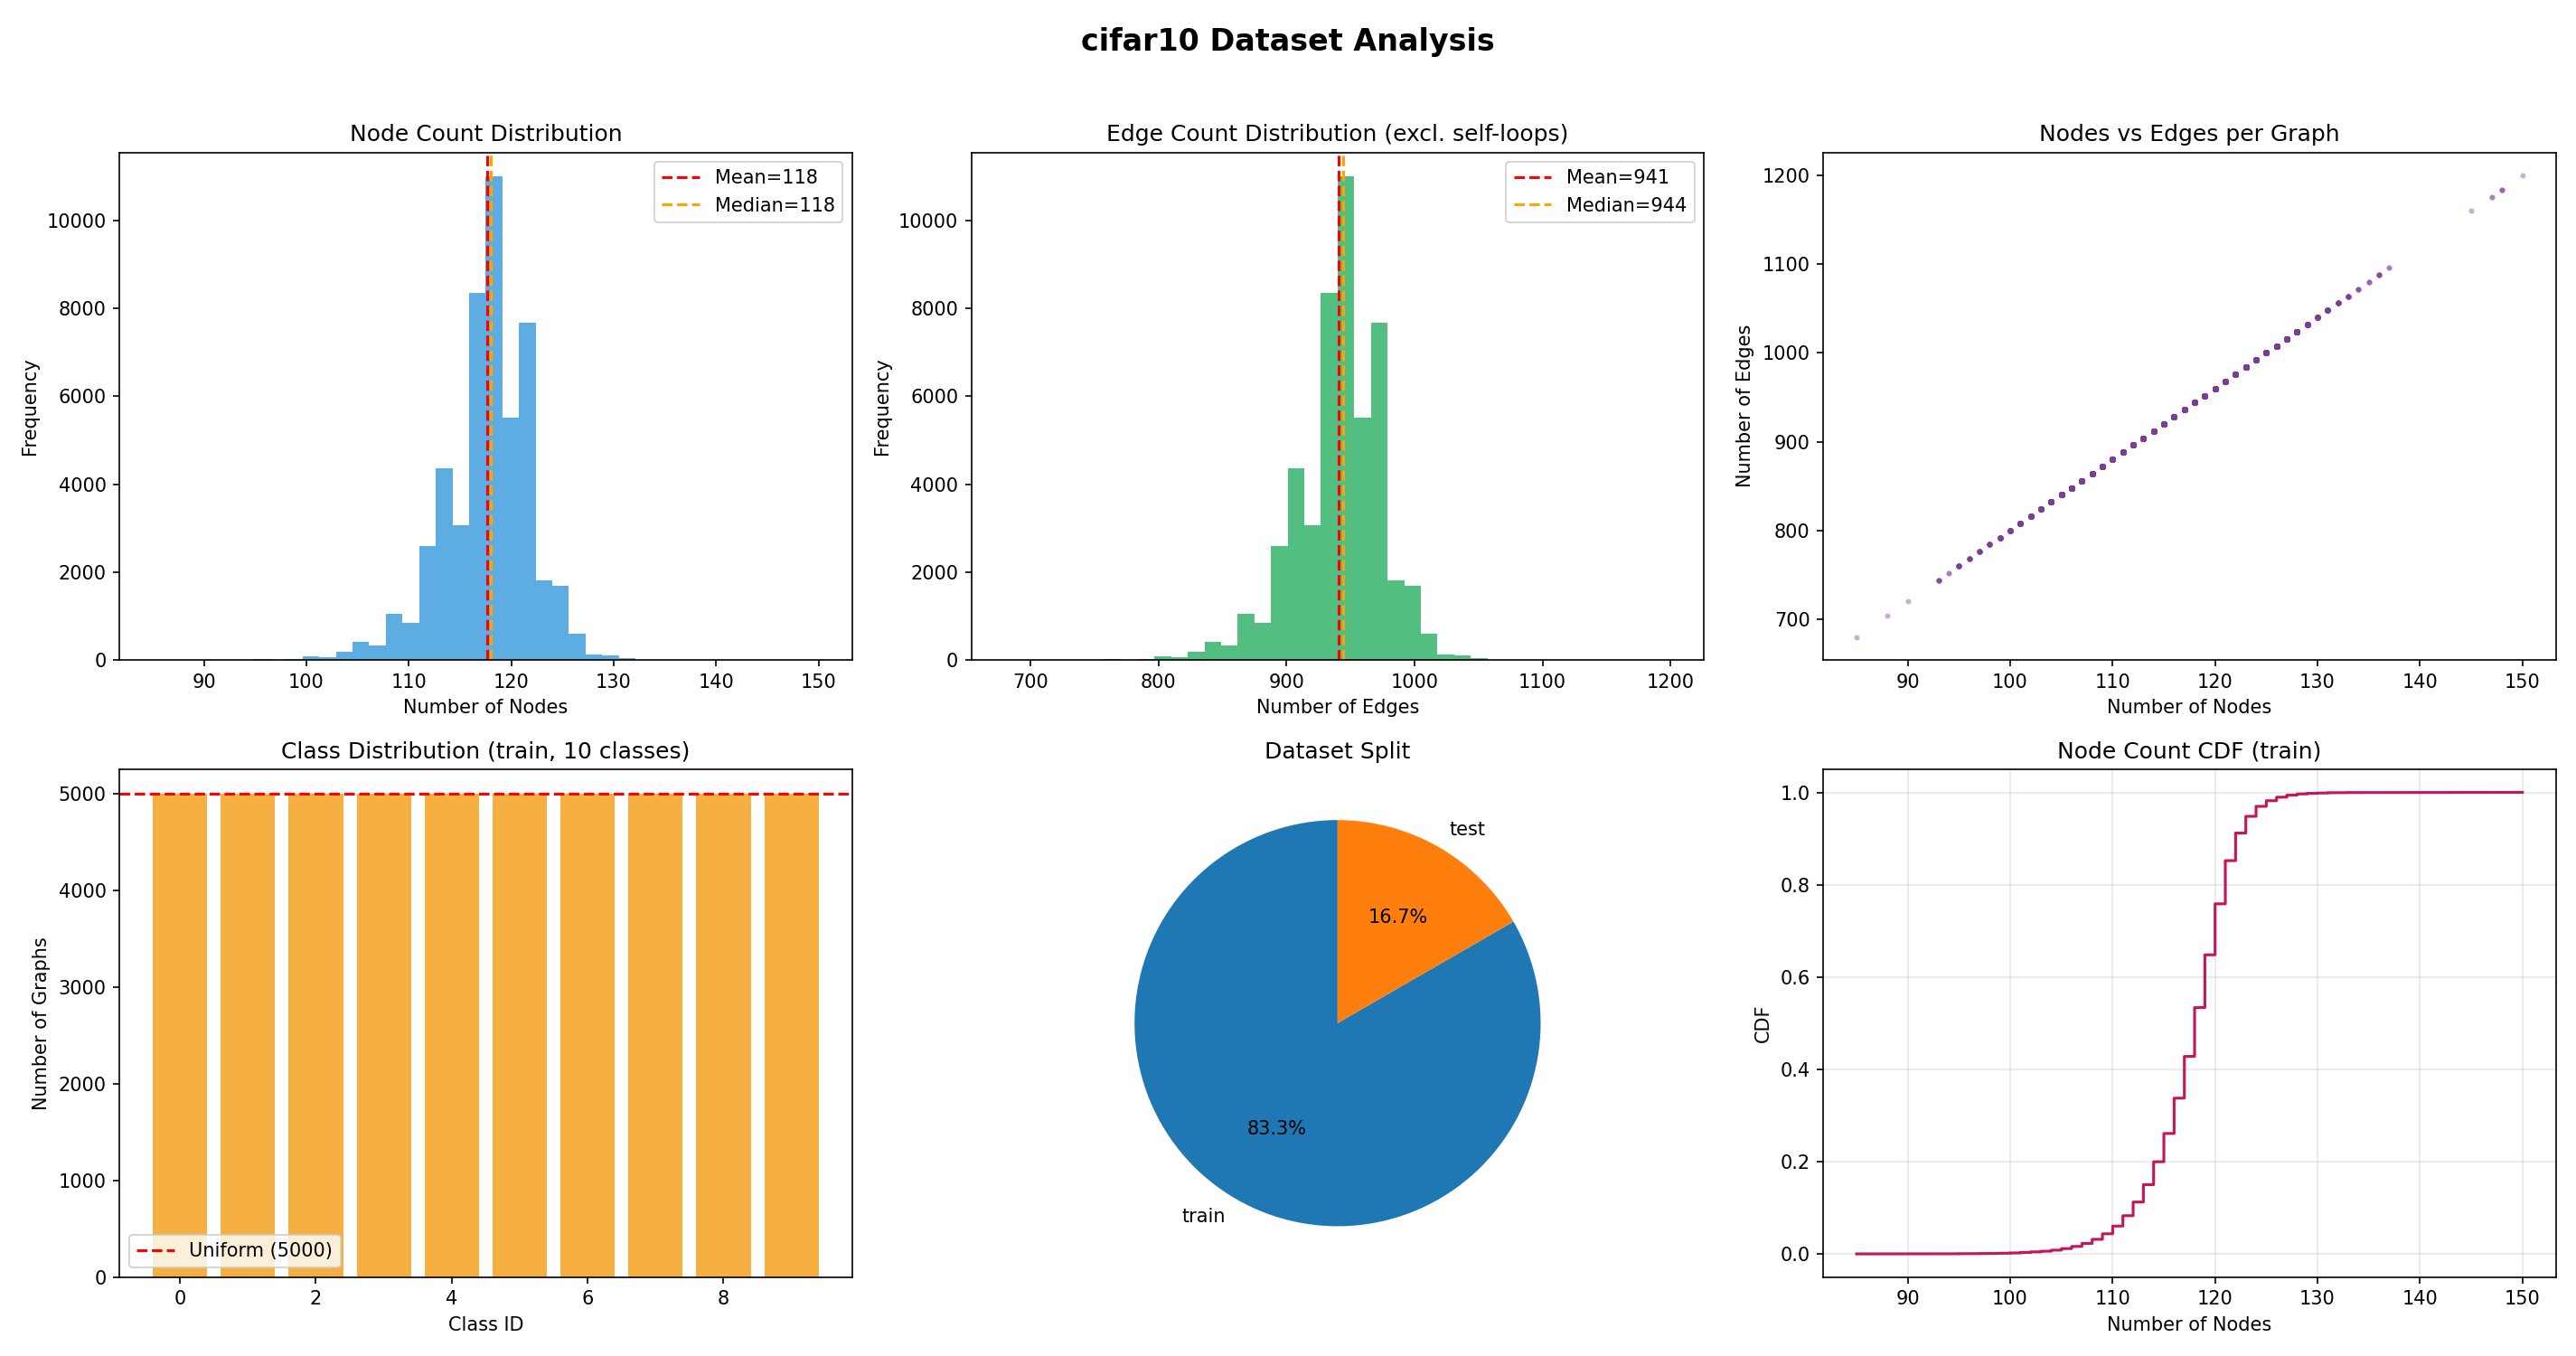 cifar10 Dataset Analysis
Node Count Distribution
Mean=118
Median=118
Frequency
0
2000
4000
6000
8000
10000
90 100 110 120 130 140 150
Number of Nodes
Edge Count Distribution (excl. self-loops)
Mean=941
Median=944
Frequency
0
2000
4000
6000
8000
10000
700 800 900 1000 1100 1200
Number of Edges
Nodes vs Edges per Graph
Number of Edges
1200
1100
1000
900
800
700
90 100 110 120 130 140 150
Number of Nodes
Class Distribution (train, 10 classes)
Number of Graphs
5000
4000
3000
2000
1000
0
Uniform (5000)
0 2 4 6 8
Class ID
Dataset Split
test
16.7%
83.3%
train
Node Count CDF (train)
CDF
1.0
0.8
0.6
0.4
0.2
0.0
90 100 110 120 130 140 150
Number of Nodes